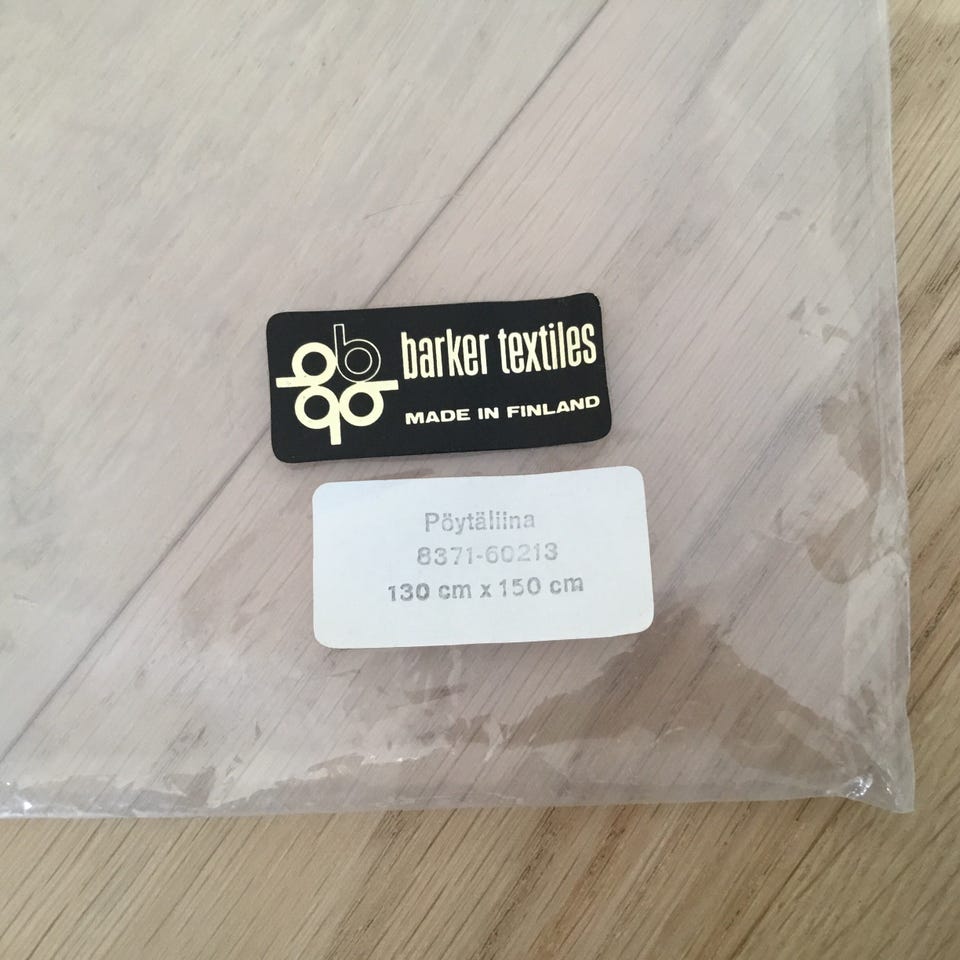 barker textiles
MADE IN FINLAND
Pöytäliina
8371-60213
130 cm x 150 cm